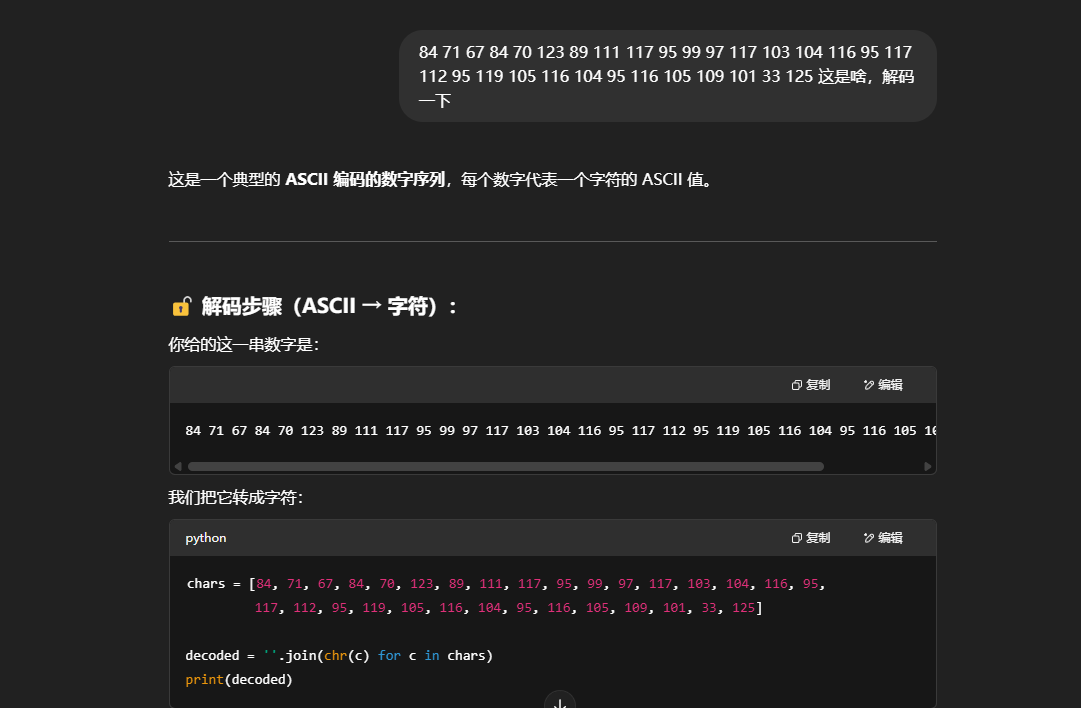 84 71 67 84 70 123 89 111 117 95 99 97 117 103 104 116 95 117
112 95 119 105 116 104 95 116 105 109 101 33 125 这是啥，解码
一下
这是一个典型的 ASCII 编码的数字序列，每个数字代表一个字符的 ASCII 值。
🔓 解码步骤（ASCII → 字符）：
你给的这一串数字是：
复制 编辑
84 71 67 84 70 123 89 111 117 95 99 97 117 103 104 116 95 117 112 95 119 105 116 104 95 116 105
我们把它转成字符：
python 复制 编辑
chars = [84, 71, 67, 84, 70, 123, 89, 111, 117, 95, 99, 97, 117, 103, 104, 116, 95,
117, 112, 95, 119, 105, 116, 104, 95, 116, 105, 109, 101, 33, 125]
decoded = ''.join(chr(c) for c in chars)
print(decoded)